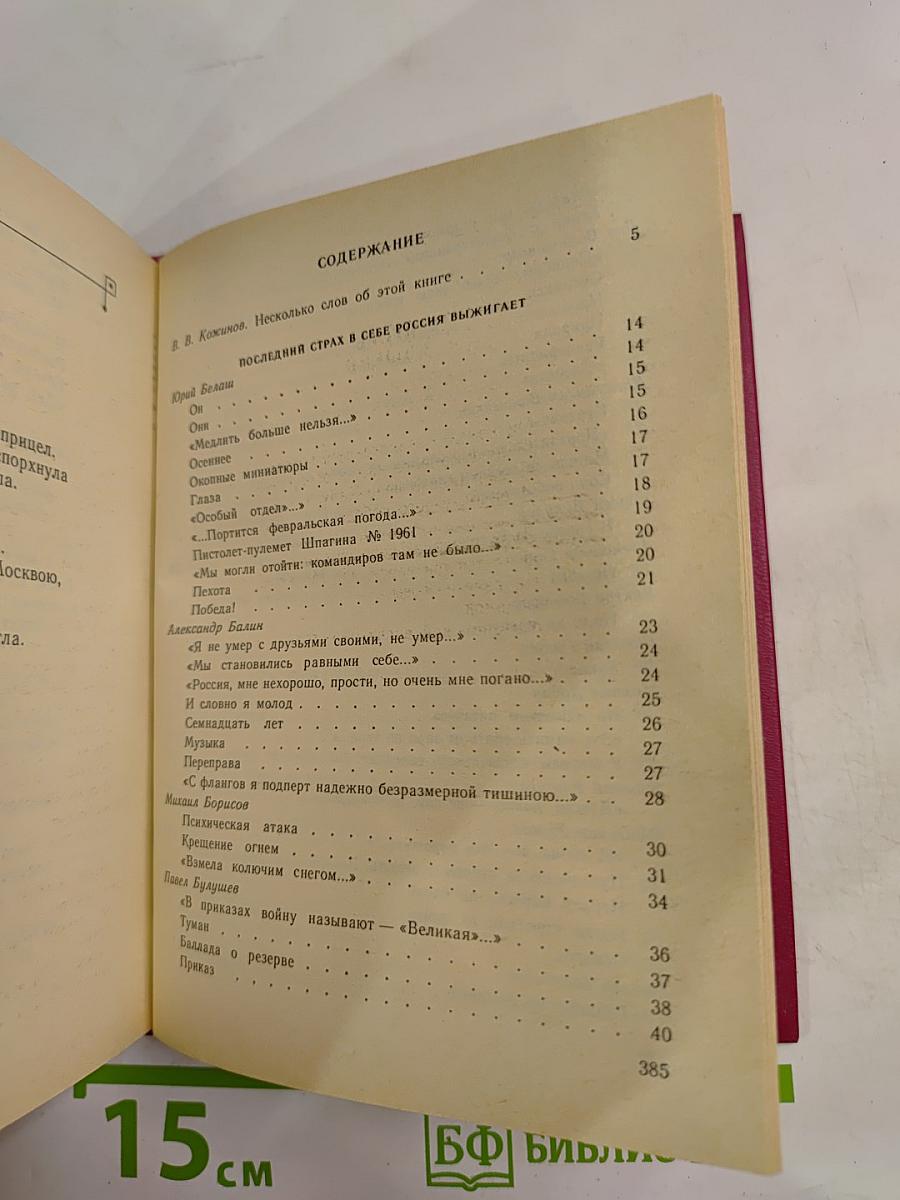 прицел.
порхнула
ла.
осквою,
ла.
СОДЕРЖАНИЕ
В. В. Кожинов. Несколько слов об этой книге . . . . . . 5
ПОСЛЕДНИЙ СТРАХ В СЕБЕ РОССИЯ ВЫЖИГАЕТ
Юрий Белаш
Он . . . . . . 14
Они . . . . . . 14
«Медлить больше нельзя...» . . . . . . 15
Осеннее . . . . . . 15
Окопные миниатюры . . . . . . 16
Глаза . . . . . . 17
«Особый отдел»...» . . . . . . 17
«...Портится февральская погода...» . . . . . . 18
Пистолет-пулемет Шпагина № 1961 . . . . . . 19
«Мы могли отойти: командиров там не было...» . . . . . . 20
Пехота . . . . . . 20
Победа! . . . . . . 21
Александр Балин
«Я не умер с друзьями своими, не умер...» . . . . . . 23
«Мы становились равными себе...» . . . . . . 24
«Россия, мне нехорошо, прости, но очень мне погано...» . . . 24
И словно я молод . . . . . . 25
Семнадцать лет . . . . . . 26
Музыка . . . . . . 27
Переправа . . . . . . 27
«С флангов я подперт надежно безразмерной тишиною...» . . 28
Михаил Борисов
Психическая атака . . . . . . 30
Крещение огнем . . . . . . 31
«Взмела колючим снегом...» . . . . . . 34
Павел Булушев
«В приказах войну называют — «Великая»...» . . . . . . 36
Туман . . . . . . 37
Баллада о резерве . . . . . . 38
Приказ . . . . . . 40
385
15 см
БФ БИБЛИО